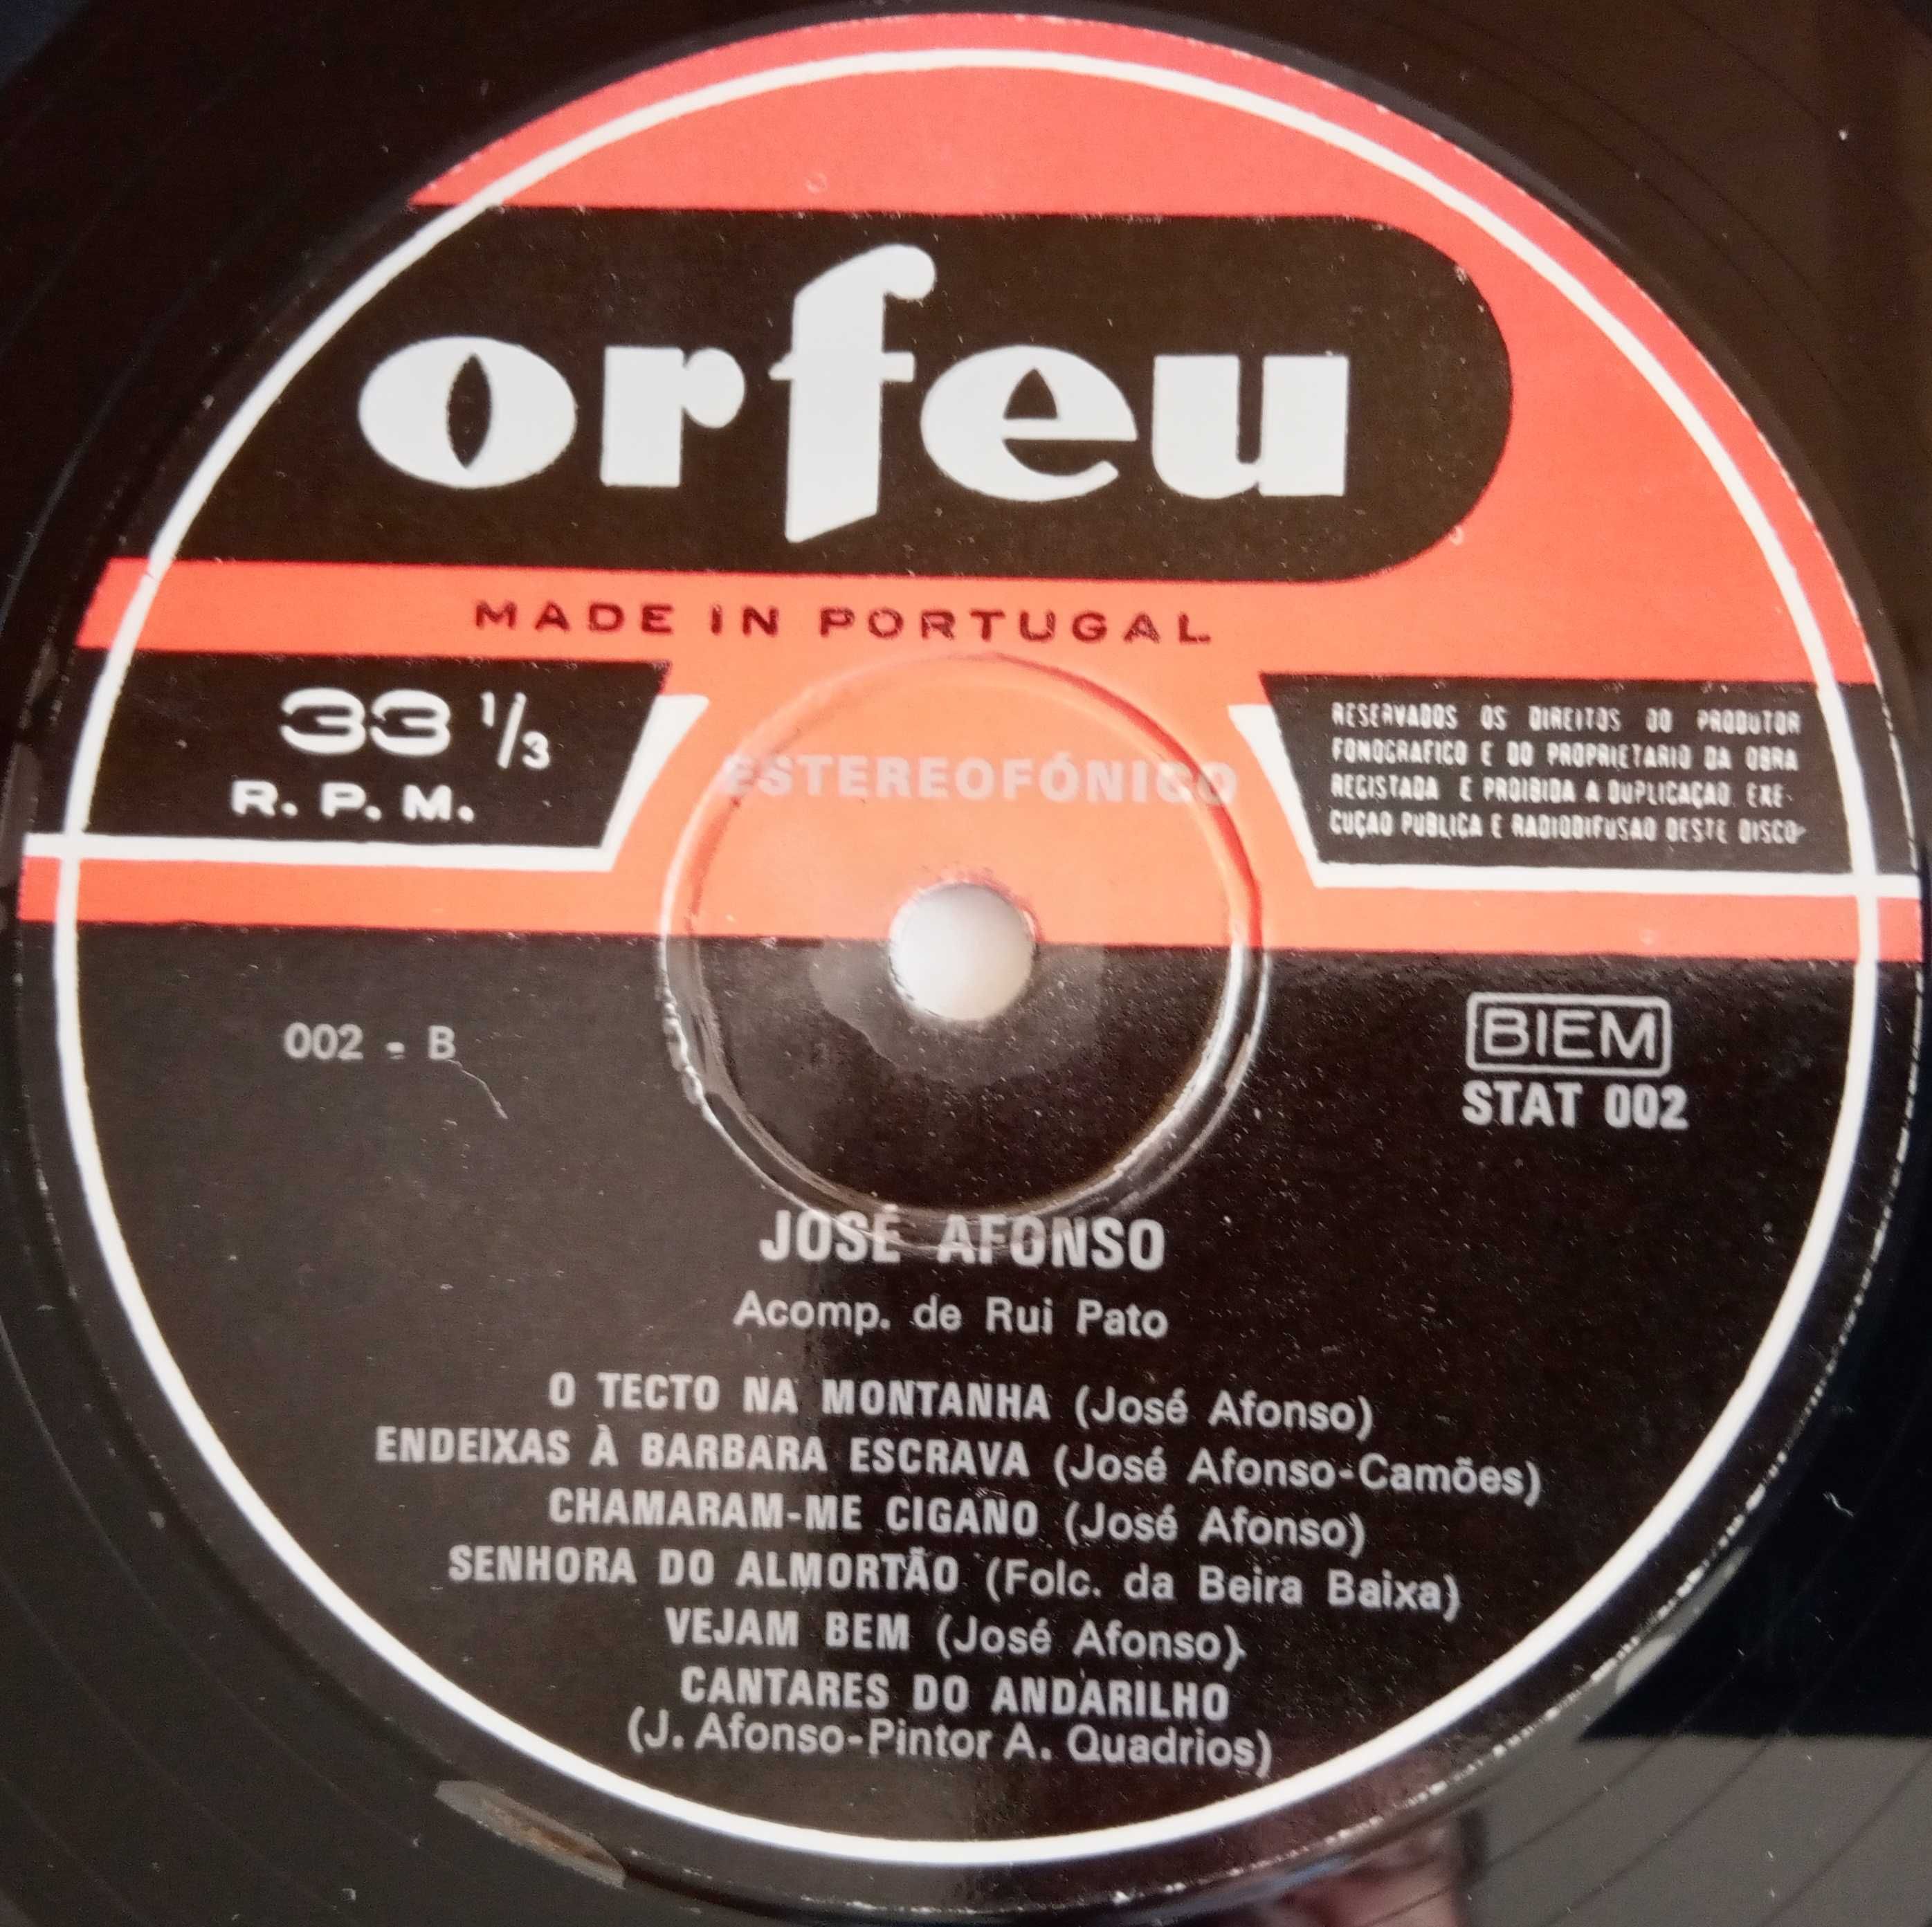 orfeu
MADE IN PORTUGAL
33 1/3
R. P. M.
ESTEREOFÓNICO
RESERVADOS OS DIREITOS DO PRODUTOR
FONOGRAFICO E DO PROPRIETARIO DA OBRA
REGISTADA E PROIBIDA A DUPLICAÇAO. EXE-
CUÇAO PUBLICA E RADIODIFUSAO DESTE DISCO
002 - B
BIEM
STAT 002
JOSÉ AFONSO
Acomp. de Rui Pato
O TECTO NA MONTANHA (José Afonso)
ENDEIXAS À BARBARA ESCRAVA (José Afonso-Camões)
CHAMARAM-ME CIGANO (José Afonso)
SENHORA DO ALMORTÃO (Folc. da Beira Baixa)
VEJAM BEM (José Afonso)
CANTARES DO ANDARILHO
(J. Afonso-Pintor A. Quadrios)